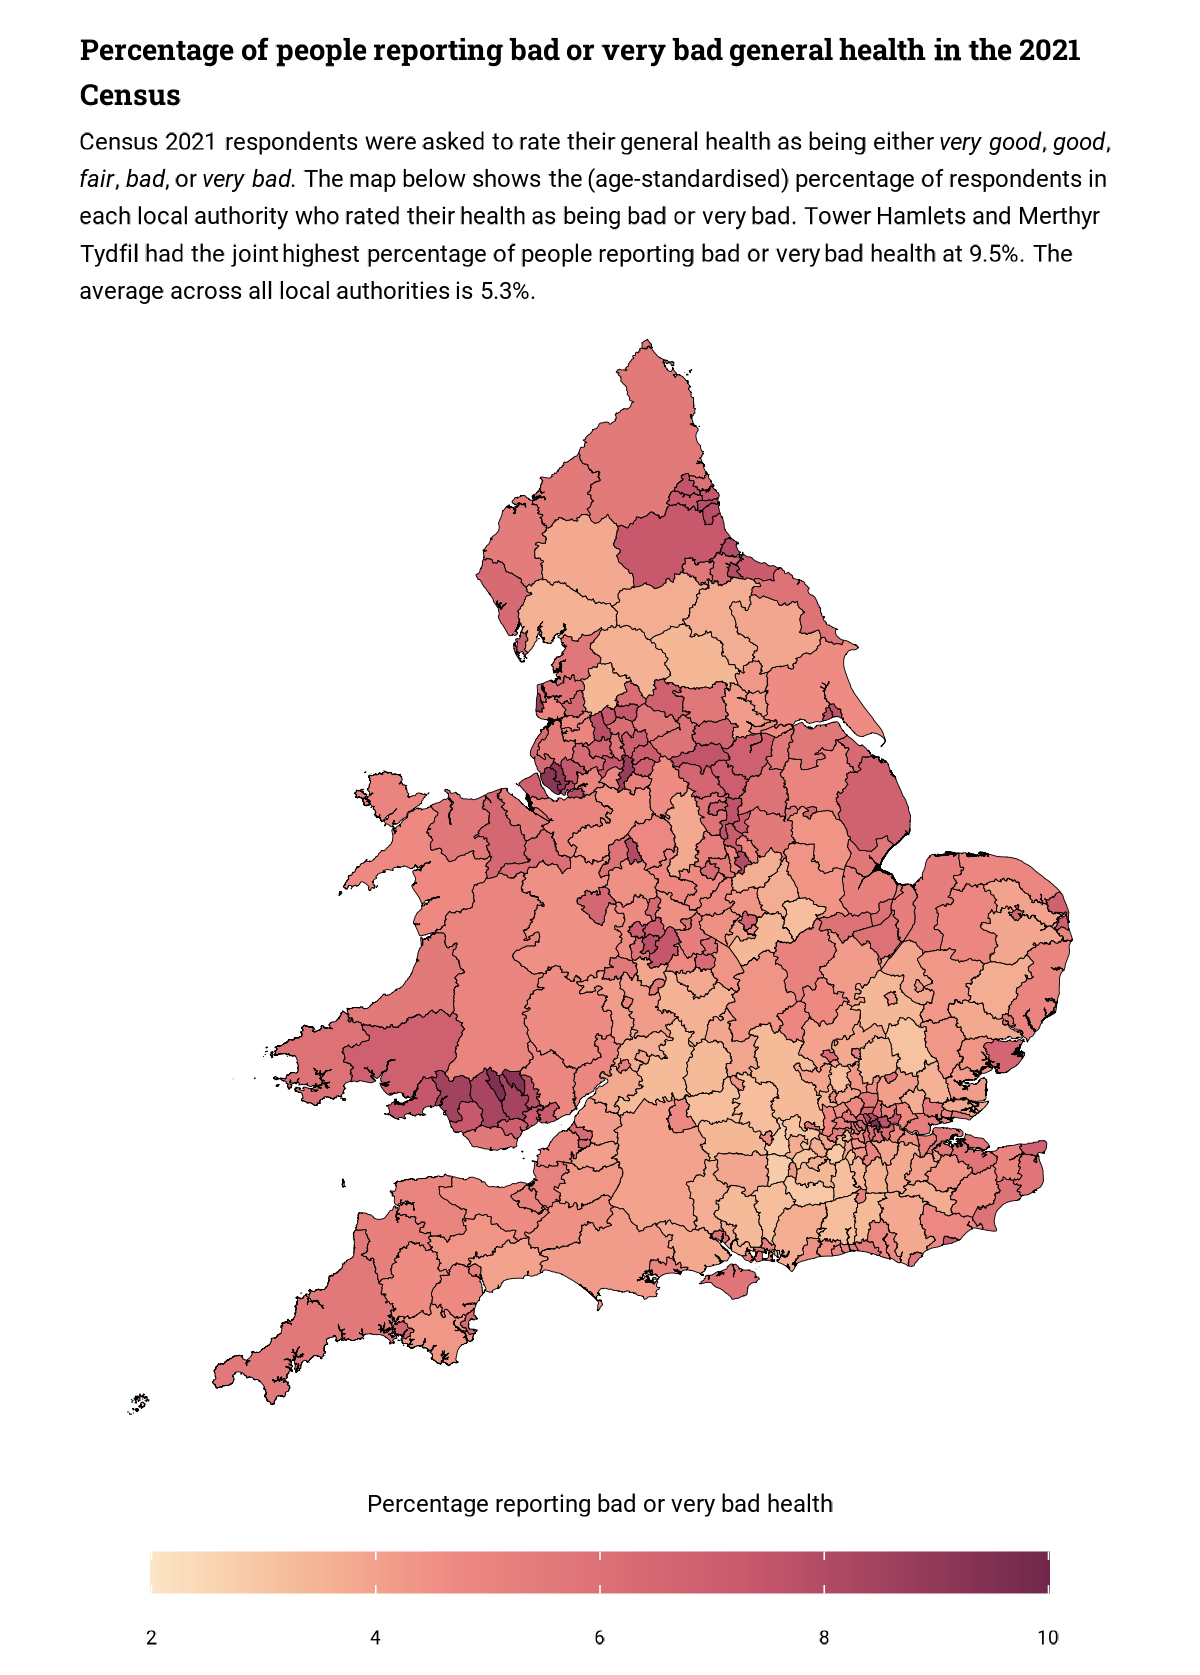 Percentage of people reporting bad or very bad general health in the 2021
Census
Census 2021 respondents were asked to rate their general health as being either very good, good,
fair, bad, or very bad. The map below shows the (age-standardised) percentage of respondents in
each local authority who rated their health as being bad or very bad. Tower Hamlets and Merthyr
Tydfil had the joint highest percentage of people reporting bad or very bad health at 9.5%. The
average across all local authorities is 5.3%.
Percentage reporting bad or very bad health
2 4 6 8 10